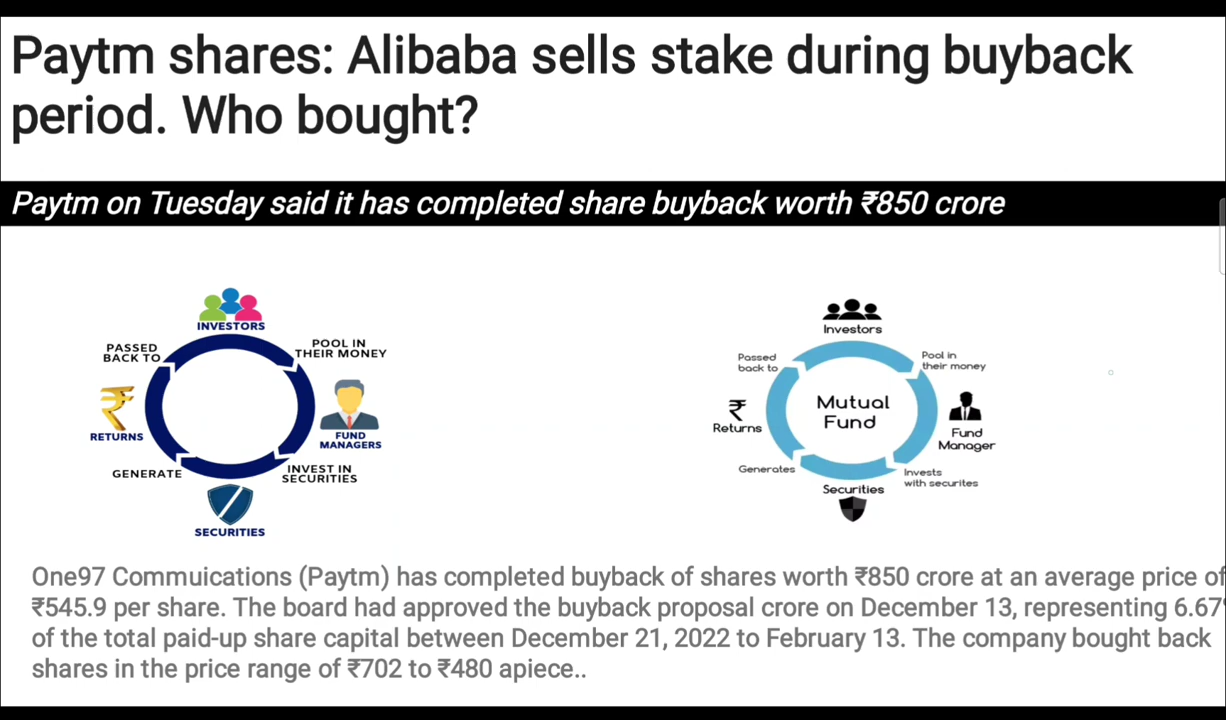 Paytm shares: Alibaba sells stake during buyback
period. Who bought?
Paytm on Tuesday said it has completed share buyback worth ₹850 crore
INVESTORS
PASSED
BACK TO
POOL IN
THEIR MONEY
₹
RETURNS
FUND
MANAGERS
GENERATE
INVEST IN
SECURITIES
SECURITIES
Investors
Passed
back to
Pool in
their money
Mutual
Fund
₹
Returns
Fund
Manager
Generates
Invests
with securites
Securities
One97 Commuications (Paytm) has completed buyback of shares worth ₹850 crore at an average price of
₹545.9 per share. The board had approved the buyback proposal crore on December 13, representing 6.67
of the total paid-up share capital between December 21, 2022 to February 13. The company bought back
shares in the price range of ₹702 to ₹480 apiece..